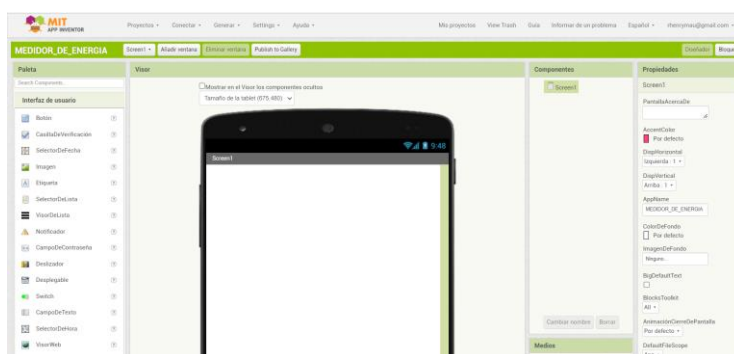 MIT
APP INVENTOR
Proyectos Conectar Generar Settings Ayuda Mis proyectos View Trash Guía Informar de un problema Español rhenrymau@gmail.com
MEDIDOR_DE_ENERGIA Screen1 Añadir ventana Eliminar ventana Publish to Gallery Diseñador Bloqu
Paleta
Search Components...
Interfaz de usuario
Botón
CasillaDeVerificación
SelectorDeFecha
Imagen
Etiqueta
SelectorDeLista
VisorDeLista
Notificador
CampoDeContraseña
Deslizador
Desplegable
Switch
CampoDeTexto
SelectorDeHora
VisorWeb
Visor
Mostrar en el Visor los componentes ocultos
Tamaño de la tablet (675,480)
9:48
Screen1
Componentes
Screen1
Cambiar nombre Borrar
Medios
Propiedades
Screen1
PantallaAcercaDe
AccentColor
Por defecto
DispHorizontal
Izquierda : 1
DispVertical
Arriba : 1
AppName
MEDIDOR_DE_ENERGIA
ColorDeFondo
Por defecto
ImagenDeFondo
Ninguno...
BigDefaultText
BlocksToolkit
All
AnimaciónCierreDePantalla
Por defecto
DefaultFileScope
App